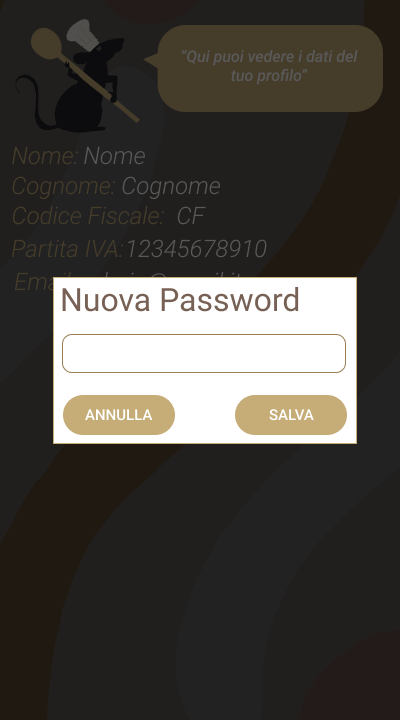 "Qui puoi vedere i dati del
tuo profilo"
Nome: Nome
Cognome: Cognome
Codice Fiscale: CF
Partita IVA: 12345678910
Email:
Nuova Password
ANNULLA SALVA